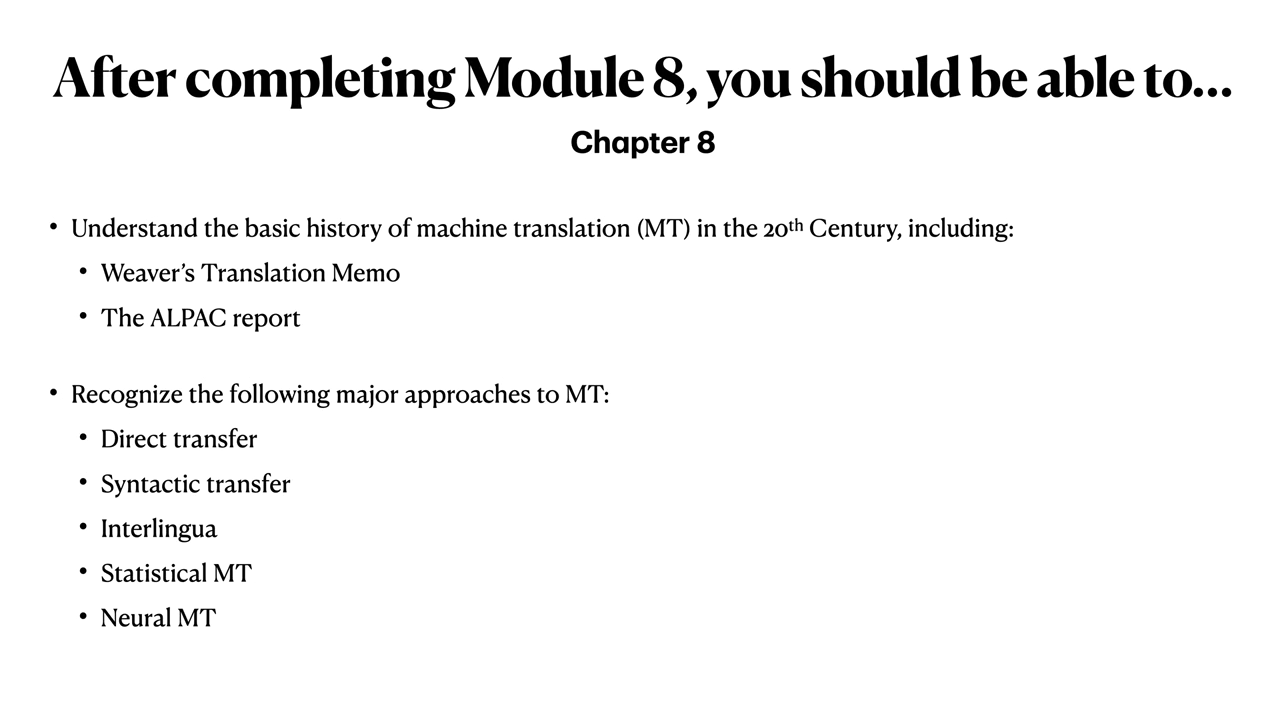 After completing Module 8, you should be able to...
Chapter 8
• Understand the basic history of machine translation (MT) in the 20th Century, including:
• Weaver’s Translation Memo
• The ALPAC report
• Recognize the following major approaches to MT:
• Direct transfer
• Syntactic transfer
• Interlingua
• Statistical MT
• Neural MT